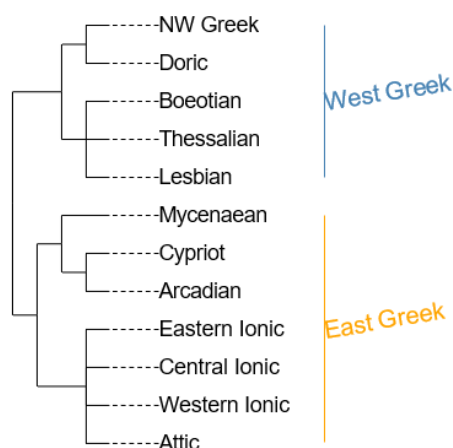 NW Greek
Doric
Boeotian
Thessalian
Lesbian
Mycenaean
Cypriot
Arcadian
Eastern Ionic
Central Ionic
Western Ionic
Attic
West Greek
East Greek